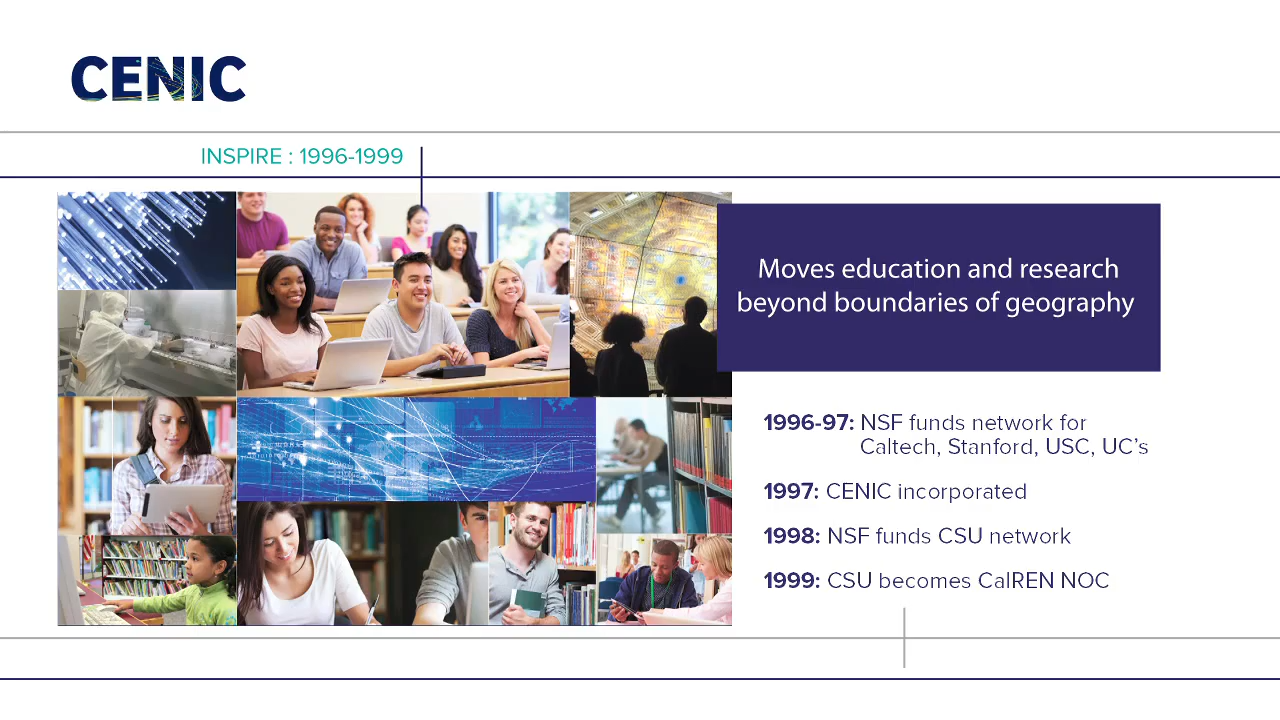 CENIC
INSPIRE : 1996-1999
Moves education and research
beyond boundaries of geography
1996-97: NSF funds network for
Caltech, Stanford, USC, UC’s
1997: CENIC incorporated
1998: NSF funds CSU network
1999: CSU becomes CalREN NOC